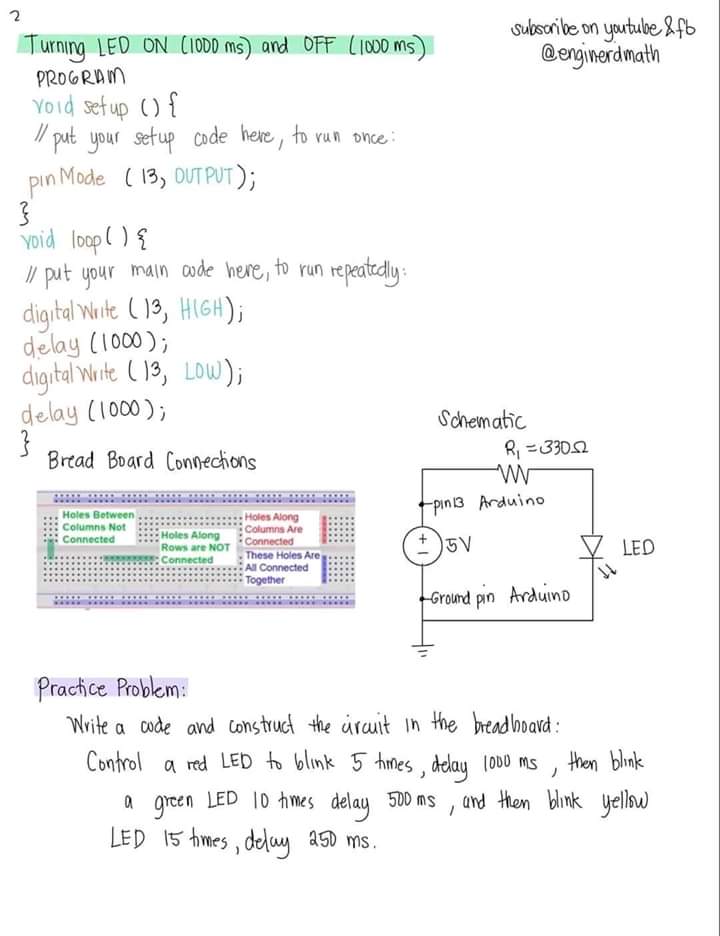 2
subscribe on youtube & fb
@enginerdmath
Turning LED ON (1000 ms) and OFF (1000 ms)
PROGRAM
void setup () {
// put your setup code here, to run once:
pinMode (13, OUTPUT);
}
void loop() {
// put your main code here, to run repeatedly:
digitalWrite (13, HIGH);
delay (1000);
digitalWrite (13, LOW);
delay (1000);
}
Bread Board Connections
Holes Between
Columns Not
Connected
Holes Along
Rows are NOT
Connected
Holes Along
Columns Are
Connected
These Holes Are
All Connected
Together
Schematic
R1 = 330Ω
pin 13 Arduino
+
−
5V
LED
Ground pin Arduino
Practice Problem:
Write a code and construct the circuit in the breadboard:
Control a red LED to blink 5 times, delay 1000 ms, then blink
a green LED 10 times delay 500 ms, and then blink yellow
LED 15 times, delay 250 ms.